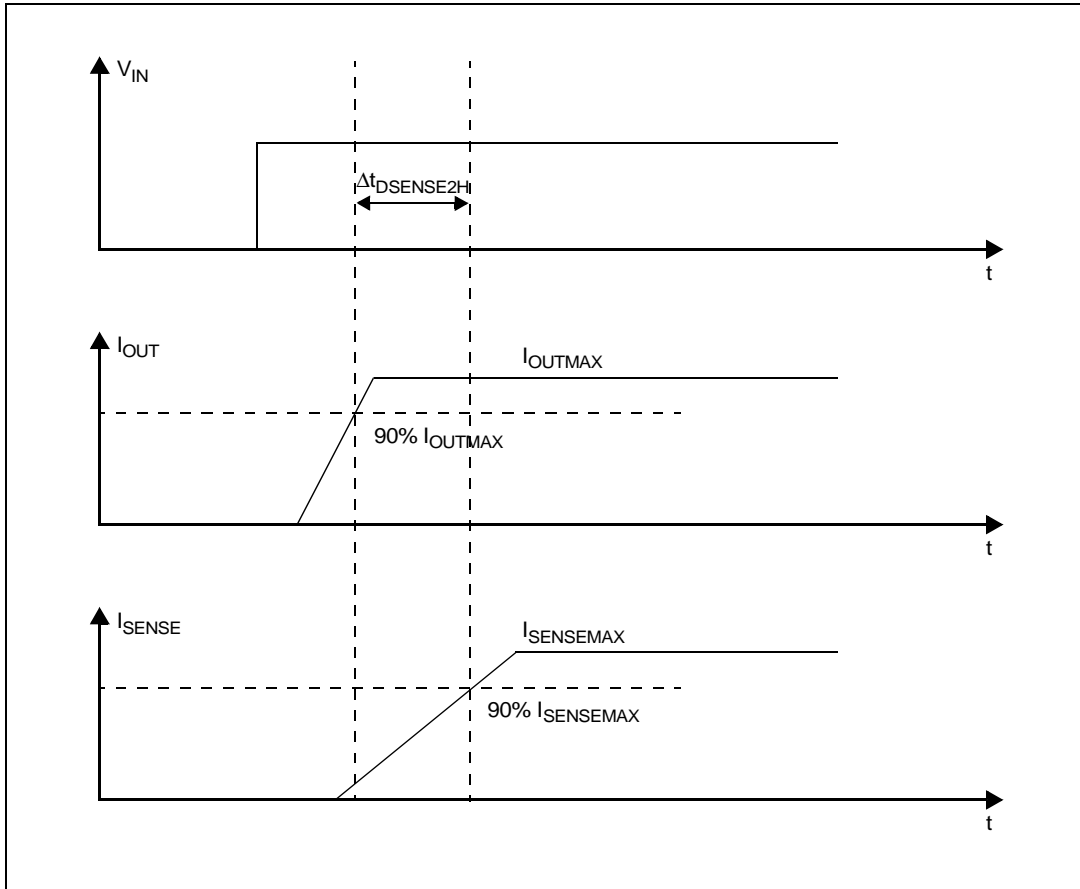 VIN
ΔtDSENSE2H
t
IOUT
IOUTMAX
90% IOUTMAX
t
ISENSE
ISENSEMAX
90% ISENSEMAX
t